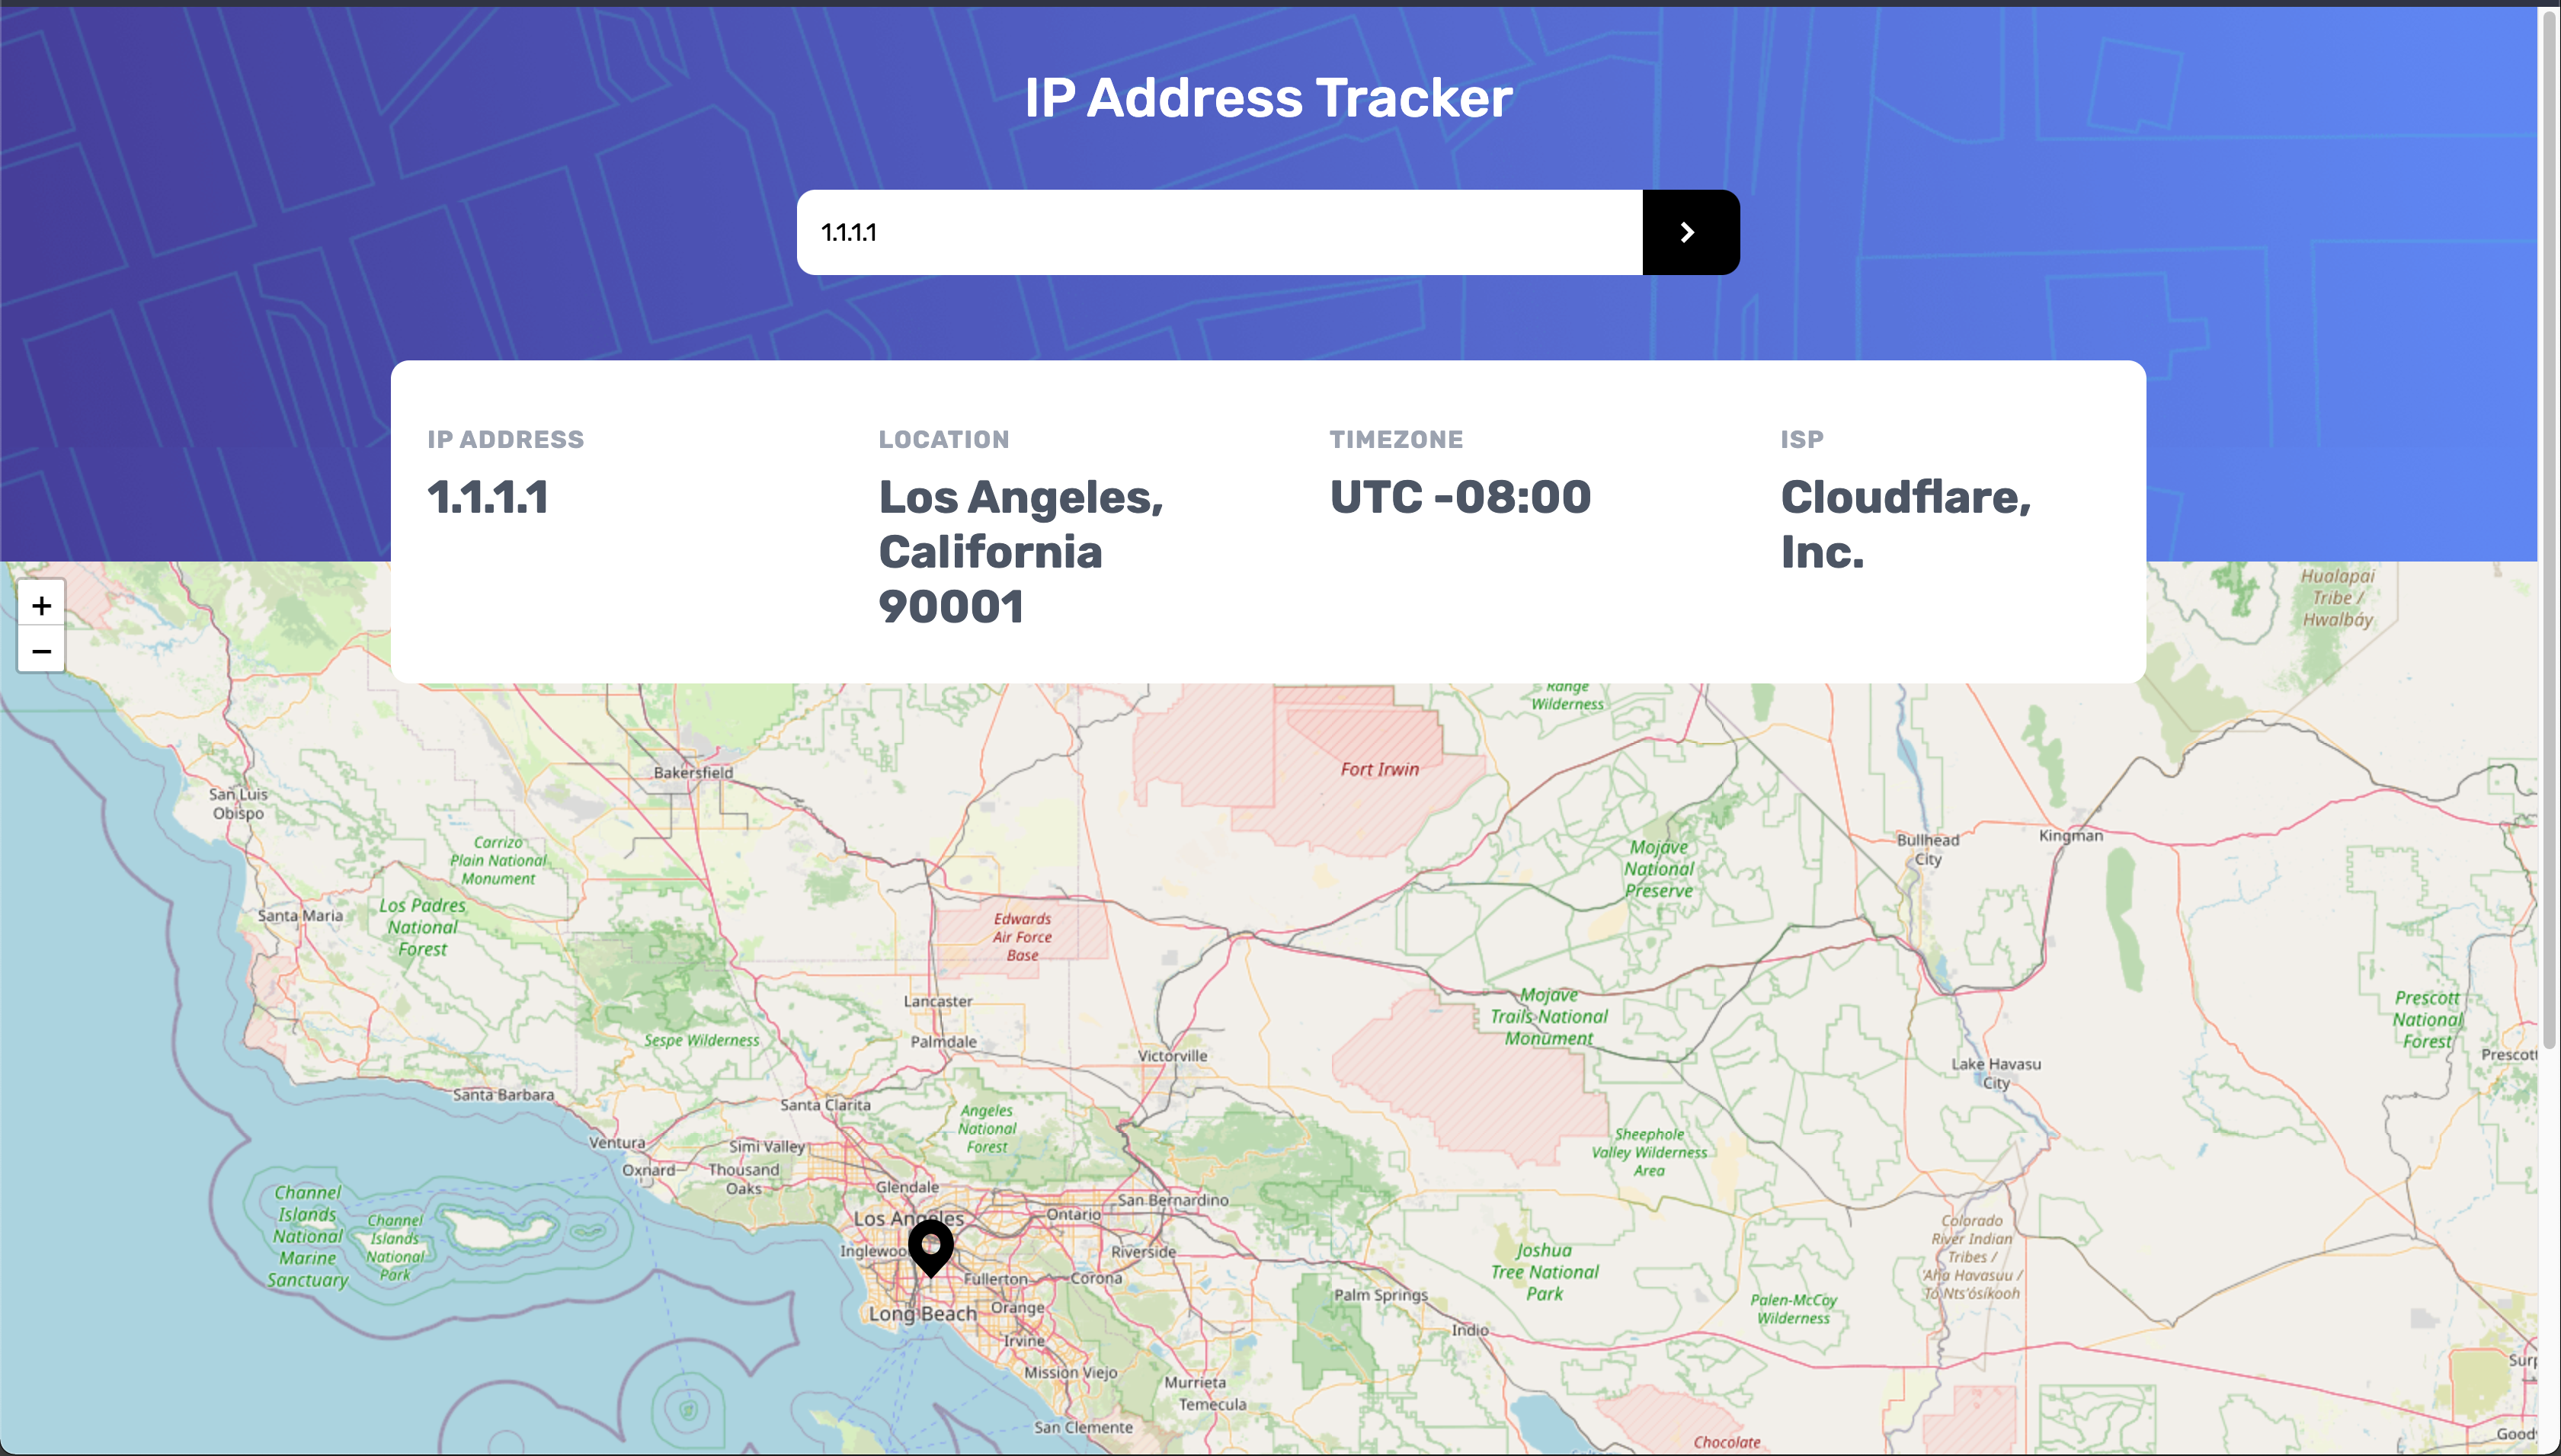 IP Address Tracker
1.1.1.1
IP ADDRESS
1.1.1.1
LOCATION
Los Angeles,
California
90001
TIMEZONE
UTC -08:00
ISP
Cloudflare,
Inc.
+
−
Hualapai
Tribe /
Hwalbáy
Range
Wilderness
Fort Irwin
Bakersfield
San Luis
Obispo
Carrizo
Plain National
Monument
Mojave
National
Preserve
Bullhead
City
Kingman
Santa Maria
Los Padres
National
Forest
Edwards
Air Force
Base
Lancaster
Palmdale
Sespe Wilderness
Victorville
Mojave
Trails National
Monument
Prescott
National
Forest
Lake Havasu
City
Santa Barbara
Santa Clarita
Angeles
National
Forest
Ventura
Simi Valley
Oxnard
Thousand
Oaks
Glendale
San Bernardino
Sheephole
Valley Wilderness
Area
Channel
Islands
National
Marine
Sanctuary
Channel
Islands
National
Park
Los Angeles
Ontario
Riverside
Fullerton
Corona
Long Beach
Orange
Irvine
Mission Viejo
Murrieta
Temecula
San Clemente
Palm Springs
Indio
Joshua
Tree National
Park
Palen-McCoy
Wilderness
Colorado
River Indian
Tribes /
'Aha Havasuu /
To'Nts'ósíkooh
Chocolate